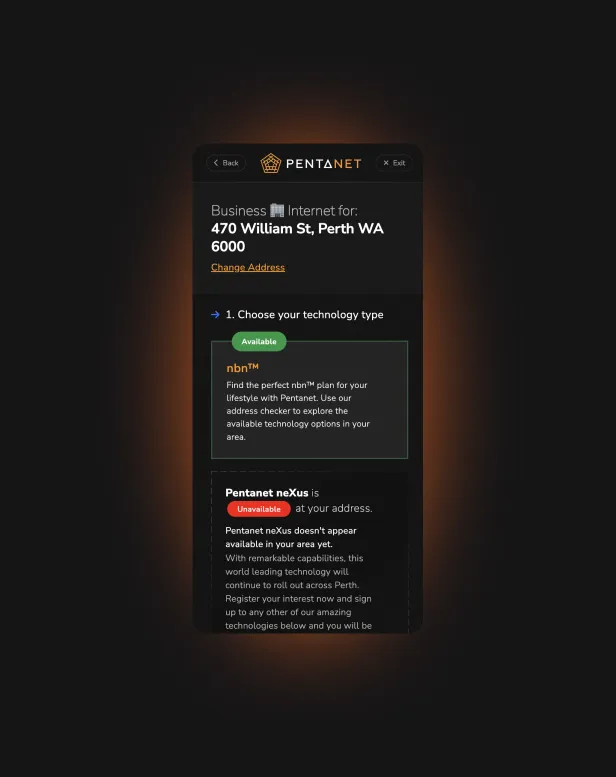 Back
PENTANET
Exit
Business 🏢 Internet for:
470 William St, Perth WA
6000
Change Address
→ 1. Choose your technology type
Available
nbn™
Find the perfect nbn™ plan for your
lifestyle with Pentanet. Use our
address checker to explore the
available technology options in your
area.
Pentanet neXus is
Unavailable at your address.
Pentanet neXus doesn't appear
available in your area yet.
With remarkable capabilities, this
world leading technology will
continue to roll out across Perth.
Register your interest now and sign
up to any other of our amazing
technologies below and you will be